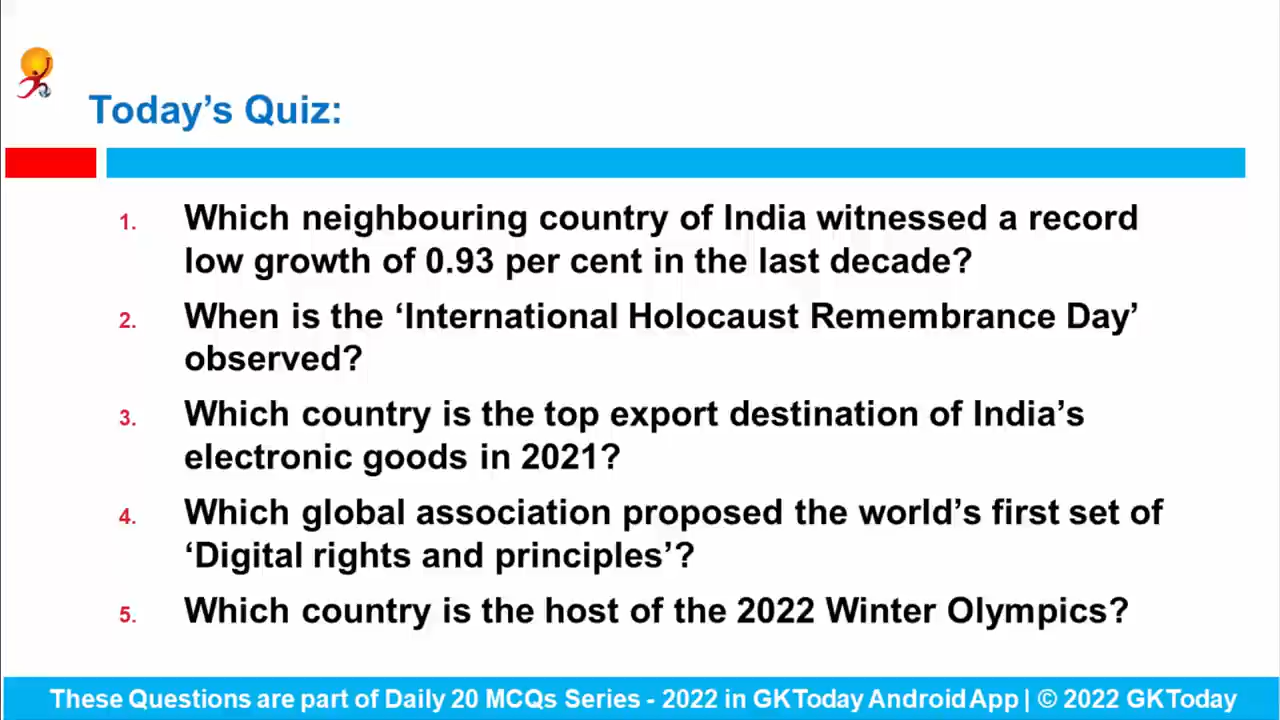 Today’s Quiz:
1. Which neighbouring country of India witnessed a record
low growth of 0.93 per cent in the last decade?
2. When is the ‘International Holocaust Remembrance Day’
observed?
3. Which country is the top export destination of India’s
electronic goods in 2021?
4. Which global association proposed the world’s first set of
‘Digital rights and principles’?
5. Which country is the host of the 2022 Winter Olympics?
These Questions are part of Daily 20 MCQs Series - 2022 in GKToday Android App | © 2022 GKToday